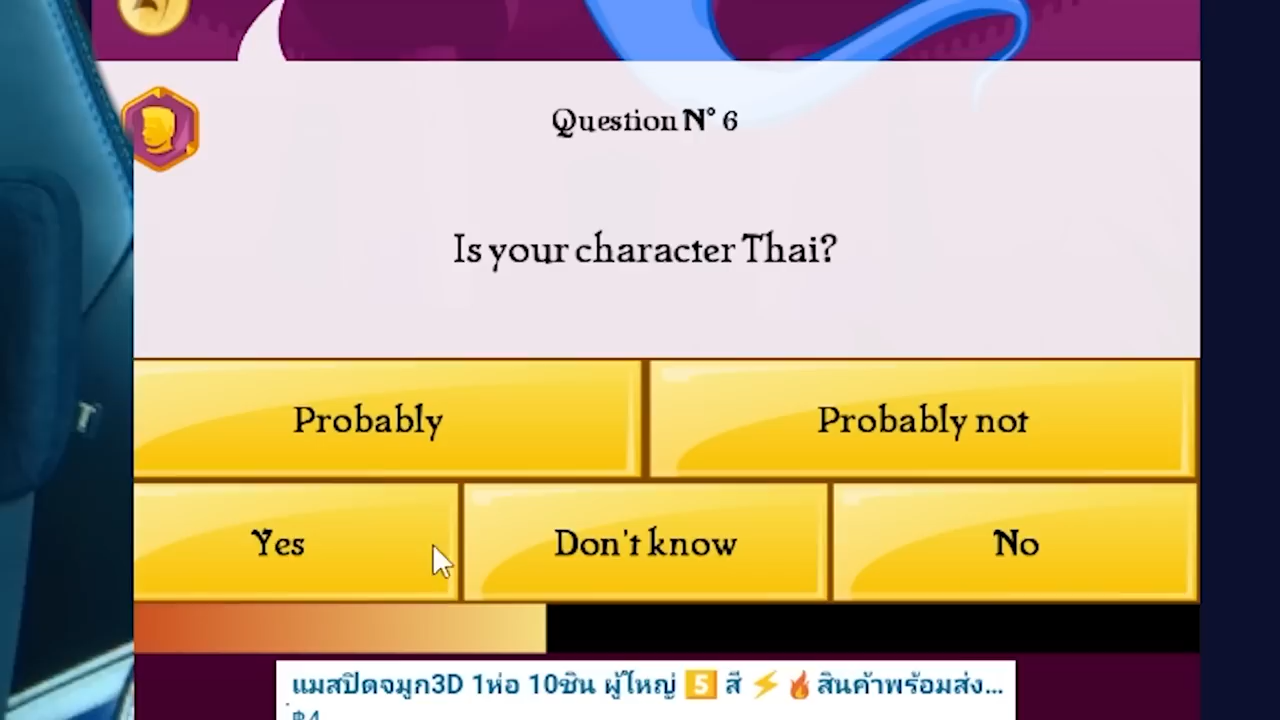 Question N° 6
Is your character Thai?
Probably
Probably not
Yes
Don't know
No
แมสปิดจมูก3D 1ห่อ 10ชิน ผู้ใหญ่ 5 สี ⚡🔥สินค้าพร้อมส่ง...
฿4